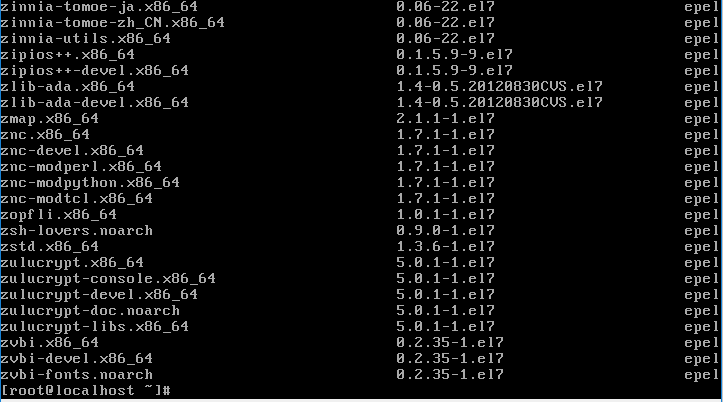 zinnia-tomoe-ja.x86_64 0.06-22.el7 epel
zinnia-tomoe-zh_CN.x86_64 0.06-22.el7 epel
zinnia-utils.x86_64 0.06-22.el7 epel
zipios++.x86_64 0.1.5.9-9.el7 epel
zipios++-devel.x86_64 0.1.5.9-9.el7 epel
zlib-ada.x86_64 1.4-0.5.20120830CVS.el7 epel
zlib-ada-devel.x86_64 1.4-0.5.20120830CVS.el7 epel
zmap.x86_64 2.1.1-1.el7 epel
znc.x86_64 1.7.1-1.el7 epel
znc-devel.x86_64 1.7.1-1.el7 epel
znc-modperl.x86_64 1.7.1-1.el7 epel
znc-modpython.x86_64 1.7.1-1.el7 epel
znc-modtcl.x86_64 1.7.1-1.el7 epel
zopfli.x86_64 1.0.1-1.el7 epel
zsh-lovers.noarch 0.9.0-1.el7 epel
zstd.x86_64 1.3.6-1.el7 epel
zulucrypt.x86_64 5.0.1-1.el7 epel
zulucrypt-console.x86_64 5.0.1-1.el7 epel
zulucrypt-devel.x86_64 5.0.1-1.el7 epel
zulucrypt-doc.noarch 5.0.1-1.el7 epel
zulucrypt-libs.x86_64 5.0.1-1.el7 epel
zvbi.x86_64 0.2.35-1.el7 epel
zvbi-devel.x86_64 0.2.35-1.el7 epel
zvbi-fonts.noarch 0.2.35-1.el7 epel
[root@localhost ~]#